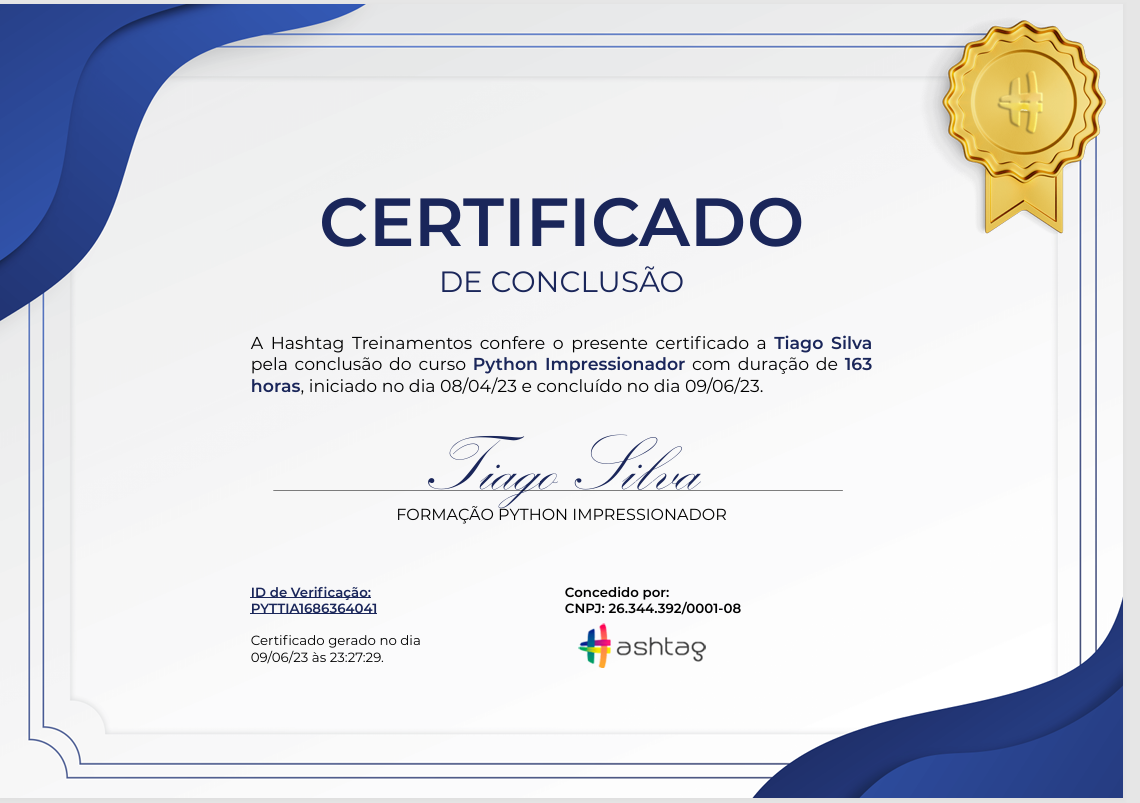 CERTIFICADO
DE CONCLUSÃO
A Hashtag Treinamentos confere o presente certificado a Tiago Silva
pela conclusão do curso Python Impressionador com duração de 163
horas, iniciado no dia 08/04/23 e concluído no dia 09/06/23.
Tiago Silva
FORMAÇÃO PYTHON IMPRESSIONADOR
ID de Verificação:
PYTTIA1686364041
Certificado gerado no dia
09/06/23 às 23:27:29.
Concedido por:
CNPJ: 26.344.392/0001-08
#ashtag